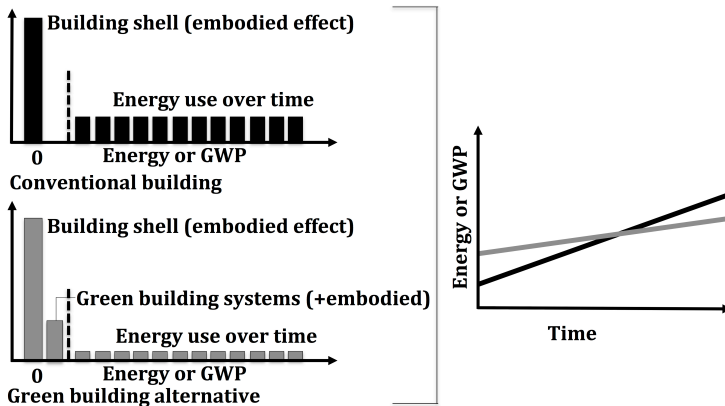 Building shell (embodied effect)
Energy use over time
0
Energy or GWP
Conventional building
Building shell (embodied effect)
Green building systems (+embodied)
Energy use over time
0
Energy or GWP
Green building alternative
Energy or GWP
Time